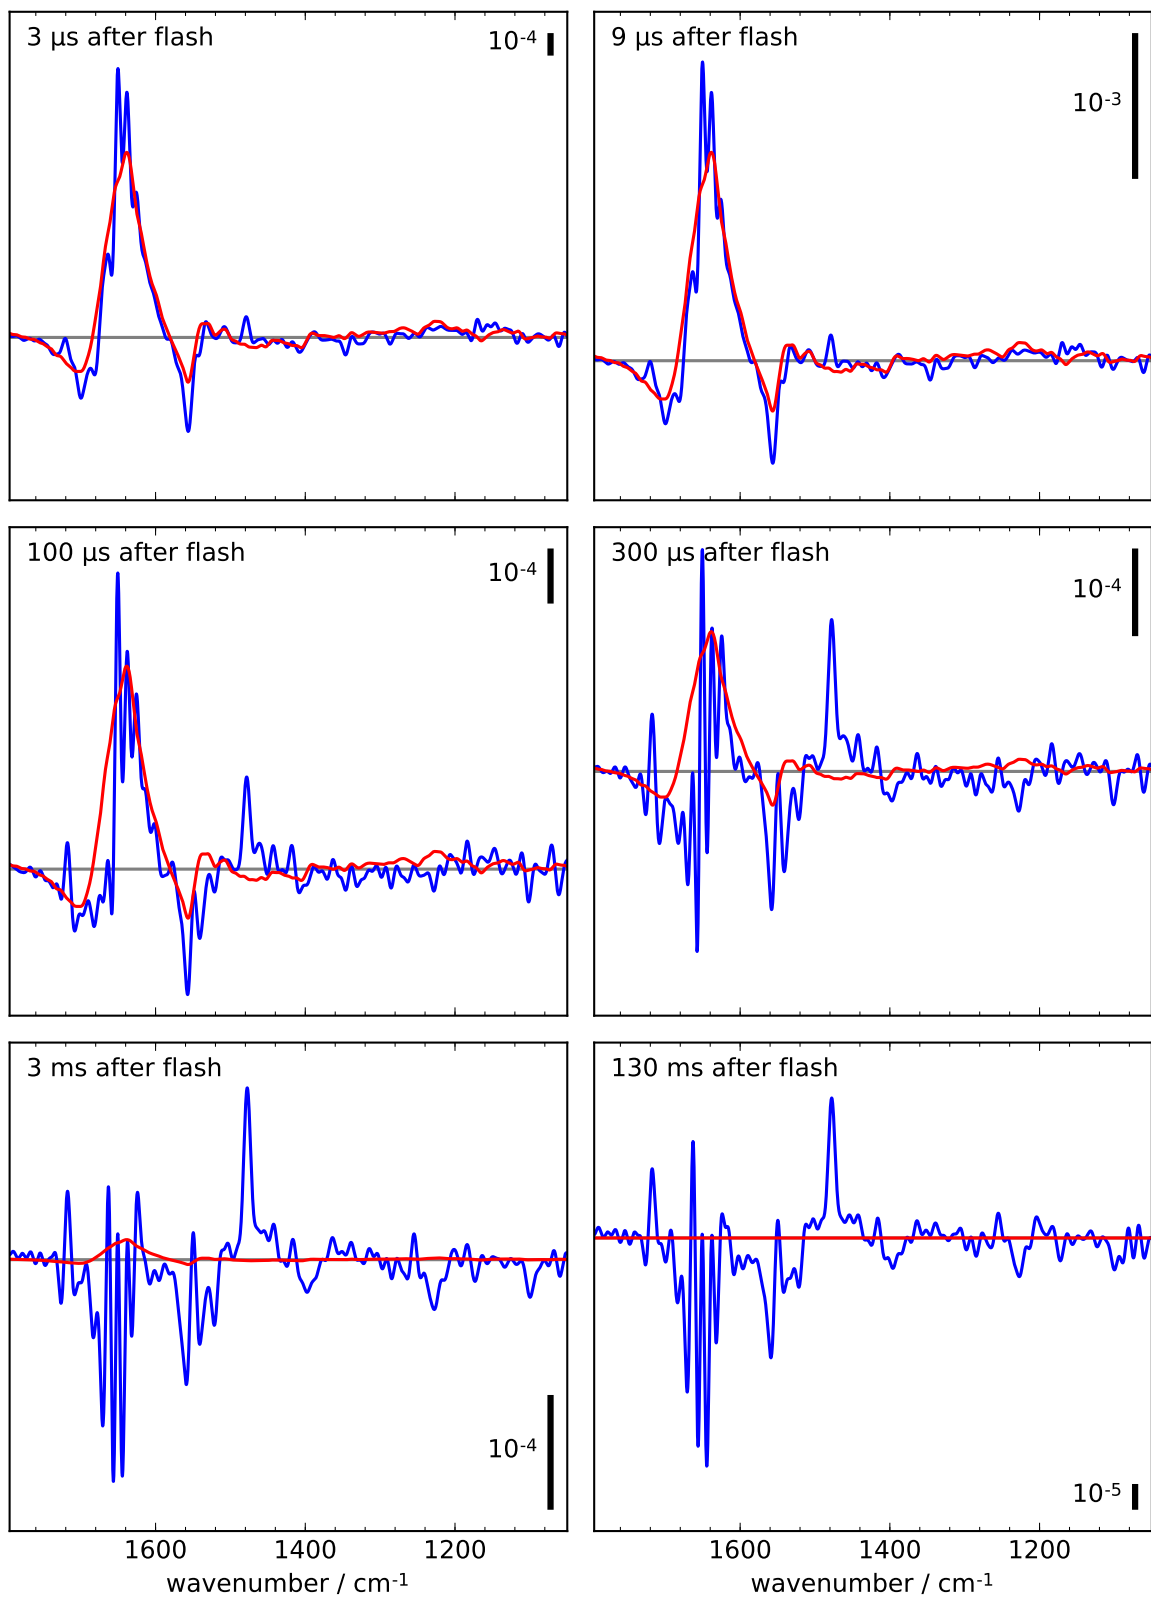 3 µs after flash
10⁻⁴
9 µs after flash
10⁻³
100 µs after flash
10⁻⁴
300 µs after flash
10⁻⁴
3 ms after flash
10⁻⁴
130 ms after flash
10⁻⁵
1600 1400 1200
1600 1400 1200
wavenumber / cm⁻¹
wavenumber / cm⁻¹